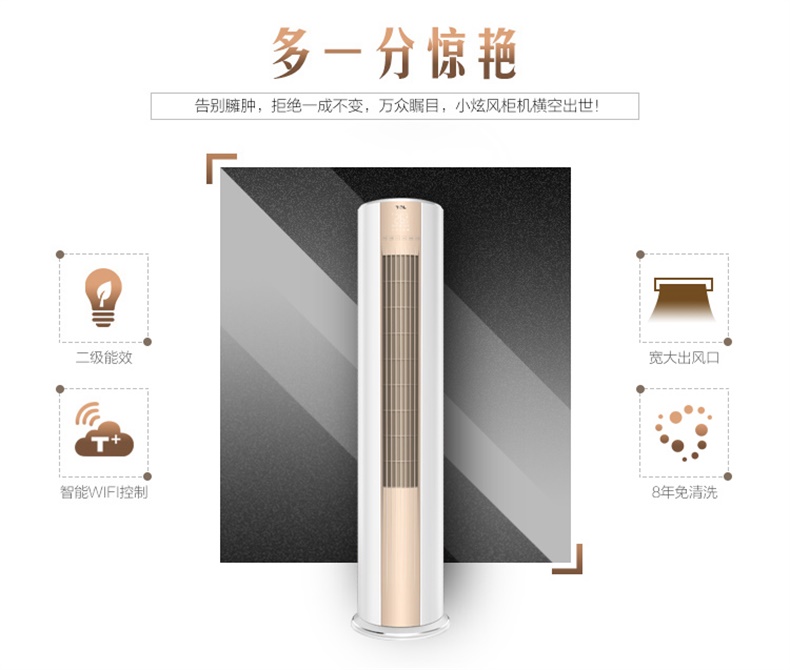 多一分惊艳
告别臃肿，拒绝一成不变，万众瞩目，小炫风柜机横空出世！
二级能效
宽大出风口
T+
智能WIFI控制
8年免清洗